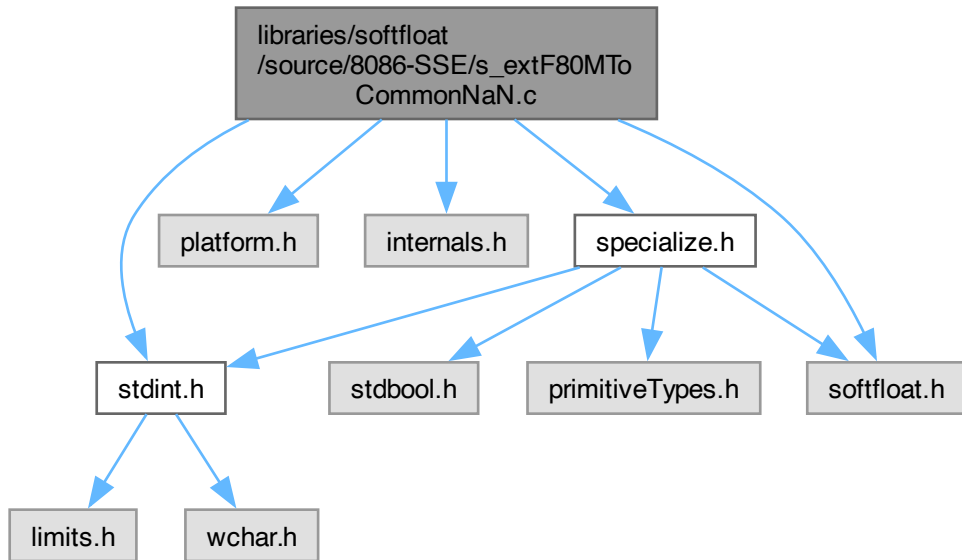 libraries/softfloat
/source/8086-SSE/s_extF80MTo
CommonNaN.c
platform.h
internals.h
specialize.h
stdint.h
stdbool.h
primitiveTypes.h
softfloat.h
limits.h
wchar.h